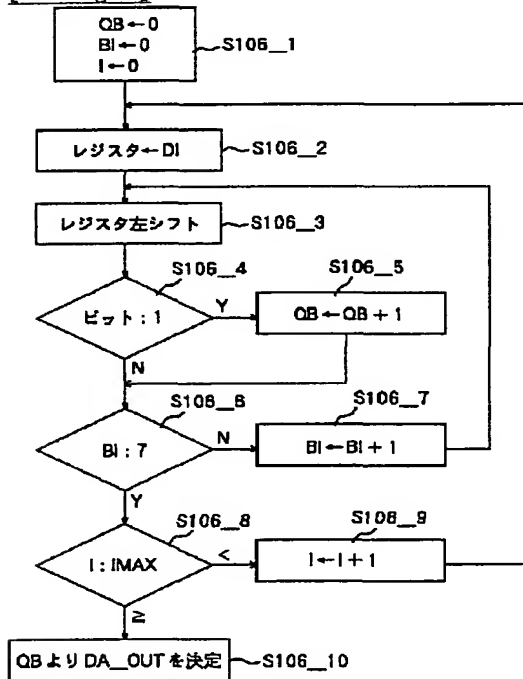 QB←0
BI←0
I←0
S106_1
レジスタ←DI
S106_2
レジスタ左シフト
S106_3
S106_4
ビット:1
Y
S106_5
QB←QB+1
N
S106_6
BI:7
N
S106_7
BI←BI+1
Y
S106_8
I:IMAX
<
S106_9
I←I+1
≧
QBよりDA_OUTを決定
S106_10